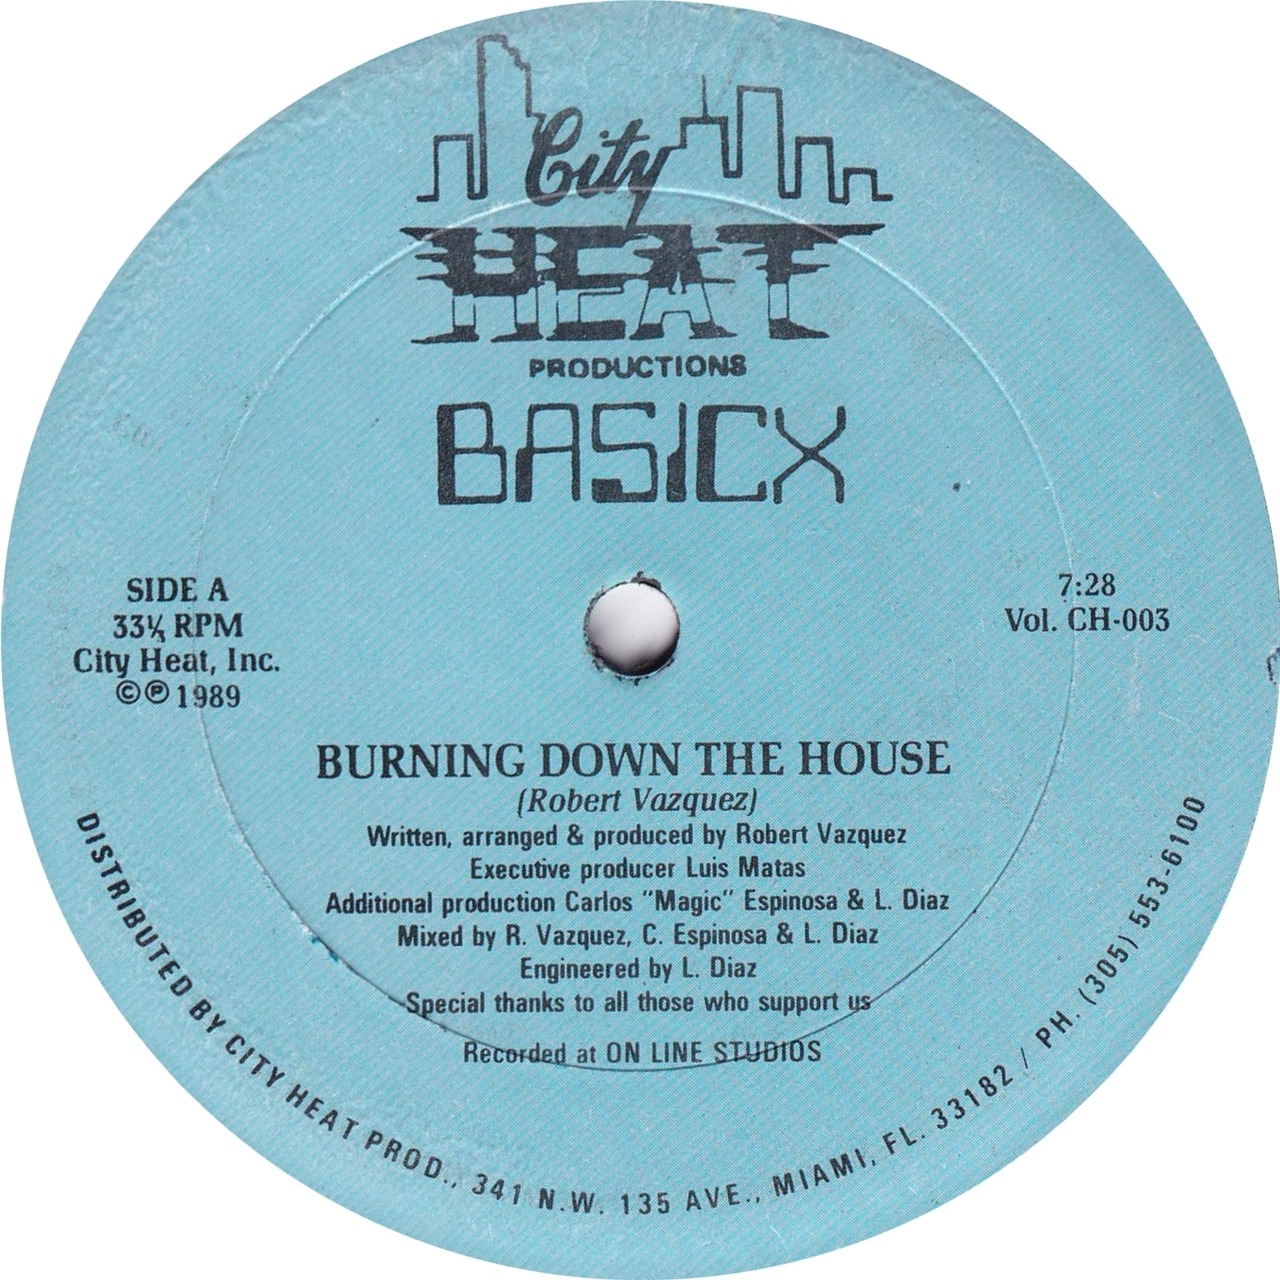 City
HEAT
PRODUCTIONS
BASICX
SIDE A
33⅓ RPM
City Heat, Inc.
©℗ 1989
7:28
Vol. CH-003
BURNING DOWN THE HOUSE
(Robert Vazquez)
Written, arranged & produced by Robert Vazquez
Executive producer Luis Matas
Additional production Carlos "Magic" Espinosa & L. Diaz
Mixed by R. Vazquez, C. Espinosa & L. Diaz
Engineered by L. Diaz
Special thanks to all those who support us
Recorded at ON LINE STUDIOS
DISTRIBUTED BY CITY HEAT PROD., 341 N.W. 135 AVE., MIAMI, FL. 33182 / PH. (305) 553-6100